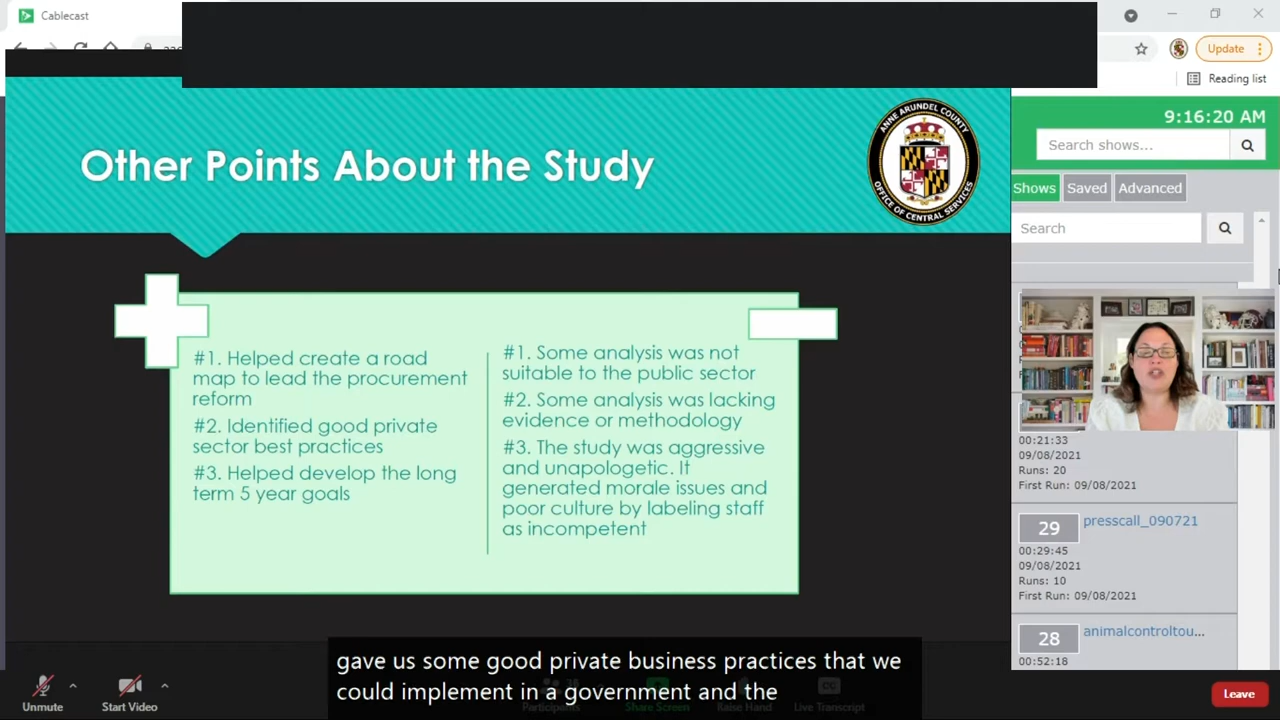 Cablecast
Update
Reading list
Other Points About the Study
ANNE ARUNDEL COUNTY
OFFICE OF CENTRAL SERVICES
#1. Helped create a road
map to lead the procurement
reform
#2. Identified good private
sector best practices
#3. Helped develop the long
term 5 year goals
#1. Some analysis was not
suitable to the public sector
#2. Some analysis was lacking
evidence or methodology
#3. The study was aggressive
and unapologetic. It
generated morale issues and
poor culture by labeling staff
as incompetent
9:16:20 AM
Search shows...
Shows
Saved
Advanced
Search
00:21:33
09/08/2021
Runs: 20
First Run: 09/08/2021
29
presscall_090721
00:29:45
09/08/2021
Runs: 10
First Run: 09/08/2021
28
animalcontroltou...
00:52:18
gave us some good private business practices that we
could implement in a government and the
Unmute
Start Video
Participants
Share Screen
Raise Hand
Live Transcript
Leave